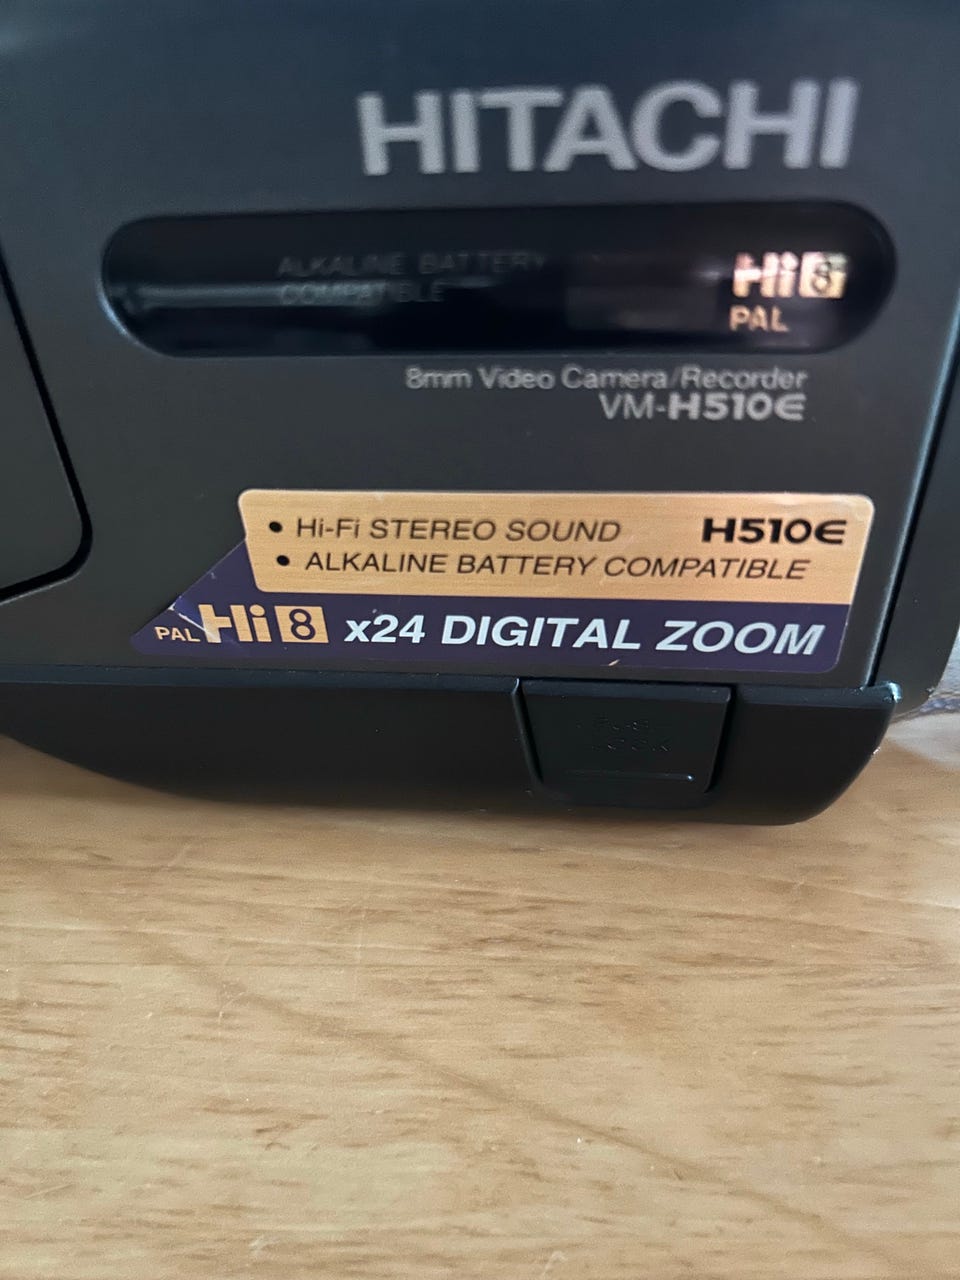 HITACHI
ALKALINE BATTERY
COMPATIBLE
Hi8
PAL
8mm Video Camera/Recorder
VM-H510E
• Hi-Fi STEREO SOUND H510E
• ALKALINE BATTERY COMPATIBLE
PAL Hi8 x24 DIGITAL ZOOM
LOCK